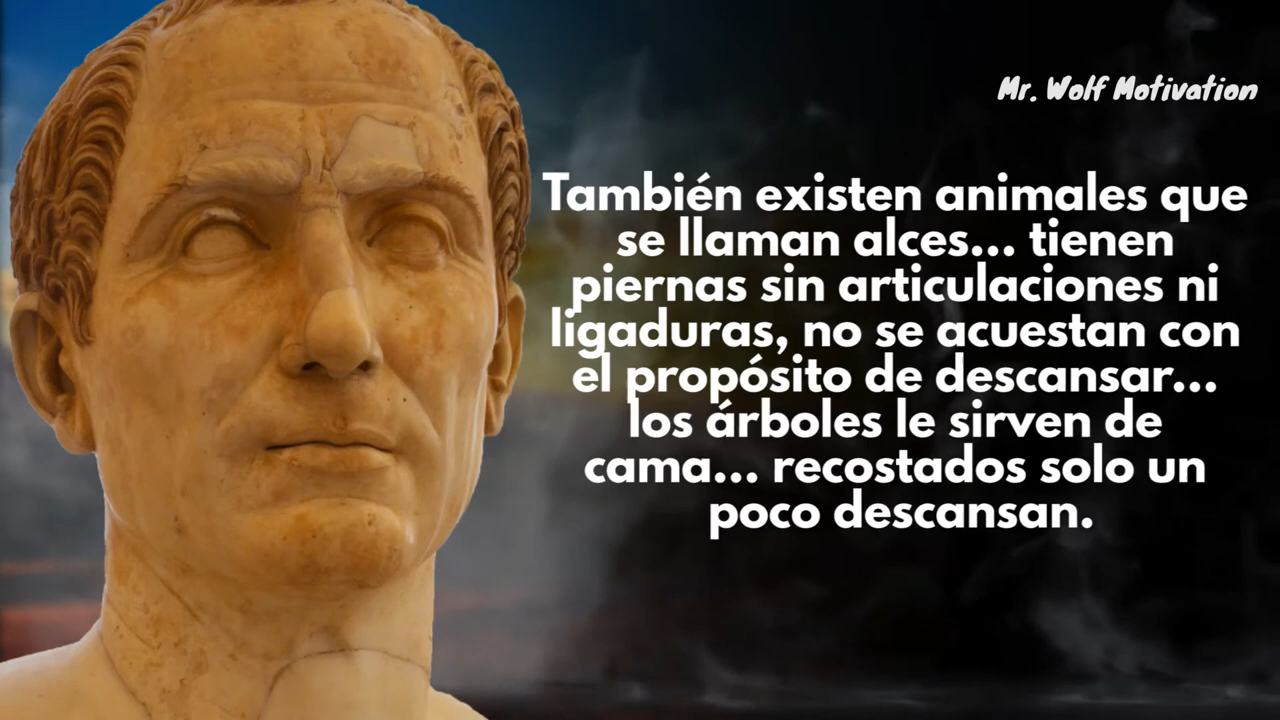 Mr. Wolf Motivation
También existen animales que
se llaman alces... tienen
piernas sin articulaciones ni
ligaduras, no se acuestan con
el propósito de descansar...
los árboles le sirven de
cama... recostados solo un
poco descansan.